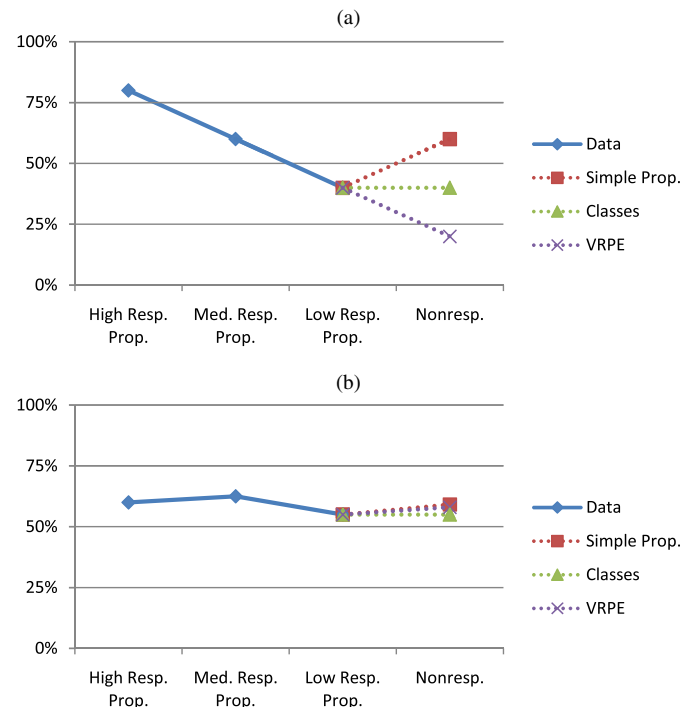 (a)
100%
75%
50%
25%
0%
High Resp.
Prop.
Med. Resp.
Prop.
Low Resp.
Prop.
Nonresp.
Data
Simple Prop.
Classes
VRPE
(b)
100%
75%
50%
25%
0%
High Resp.
Prop.
Med. Resp.
Prop.
Low Resp.
Prop.
Nonresp.
Data
Simple Prop.
Classes
VRPE